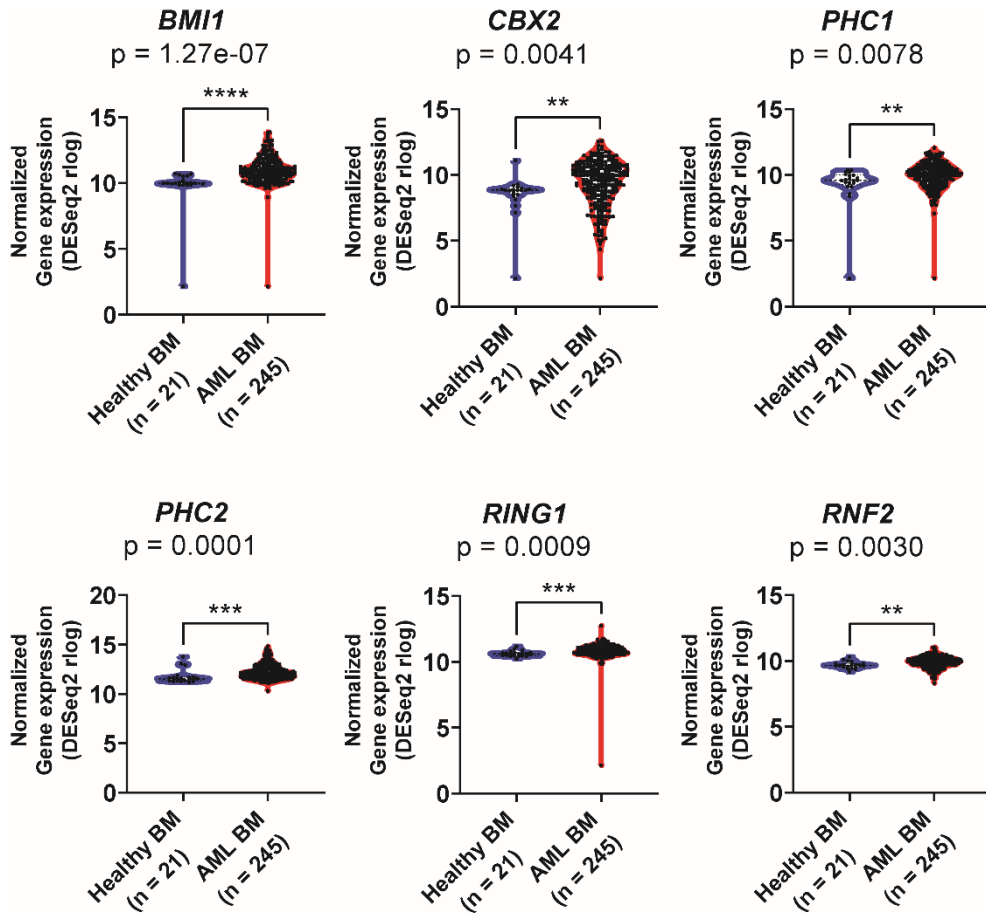 BMI1
p = 1.27e-07
****
Normalized
Gene expression
(DESeq2 rlog)
15
10
5
0
Healthy BM
(n = 21)
AML BM
(n = 245)
CBX2
p = 0.0041
**
Normalized
Gene expression
(DESeq2 rlog)
15
10
5
0
Healthy BM
(n = 21)
AML BM
(n = 245)
PHC1
p = 0.0078
**
Normalized
Gene expression
(DESeq2 rlog)
15
10
5
0
Healthy BM
(n = 21)
AML BM
(n = 245)
PHC2
p = 0.0001
***
Normalized
Gene expression
(DESeq2 rlog)
20
15
10
5
0
Healthy BM
(n = 21)
AML BM
(n = 245)
RING1
p = 0.0009
***
Normalized
Gene expression
(DESeq2 rlog)
15
10
5
0
Healthy BM
(n = 21)
AML BM
(n = 245)
RNF2
p = 0.0030
**
Normalized
Gene expression
(DESeq2 rlog)
15
10
5
0
Healthy BM
(n = 21)
AML BM
(n = 245)